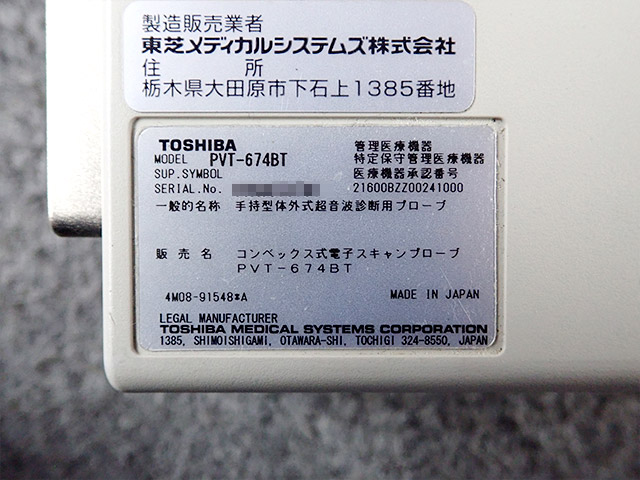 製造販売業者
東芝メディカルシステムズ株式会社
住 所
栃木県大田原市下石上1385番地
TOSHIBA
MODEL PVT-674BT
SUP.SYMBOL
SERIAL.No.
管理医療機器
特定保守管理医療機器
医療機器承認番号
21600BZZ00241000
一般的名称 手持型体外式超音波診断用プローブ
販 売 名 コンベックス式電子スキャンプローブ
PVT-674BT
4M08-91548*A MADE IN JAPAN
LEGAL MANUFACTURER
TOSHIBA MEDICAL SYSTEMS CORPORATION
1385, SHIMOISHIGAMI, OTAWARA-SHI, TOCHIGI 324-8550, JAPAN